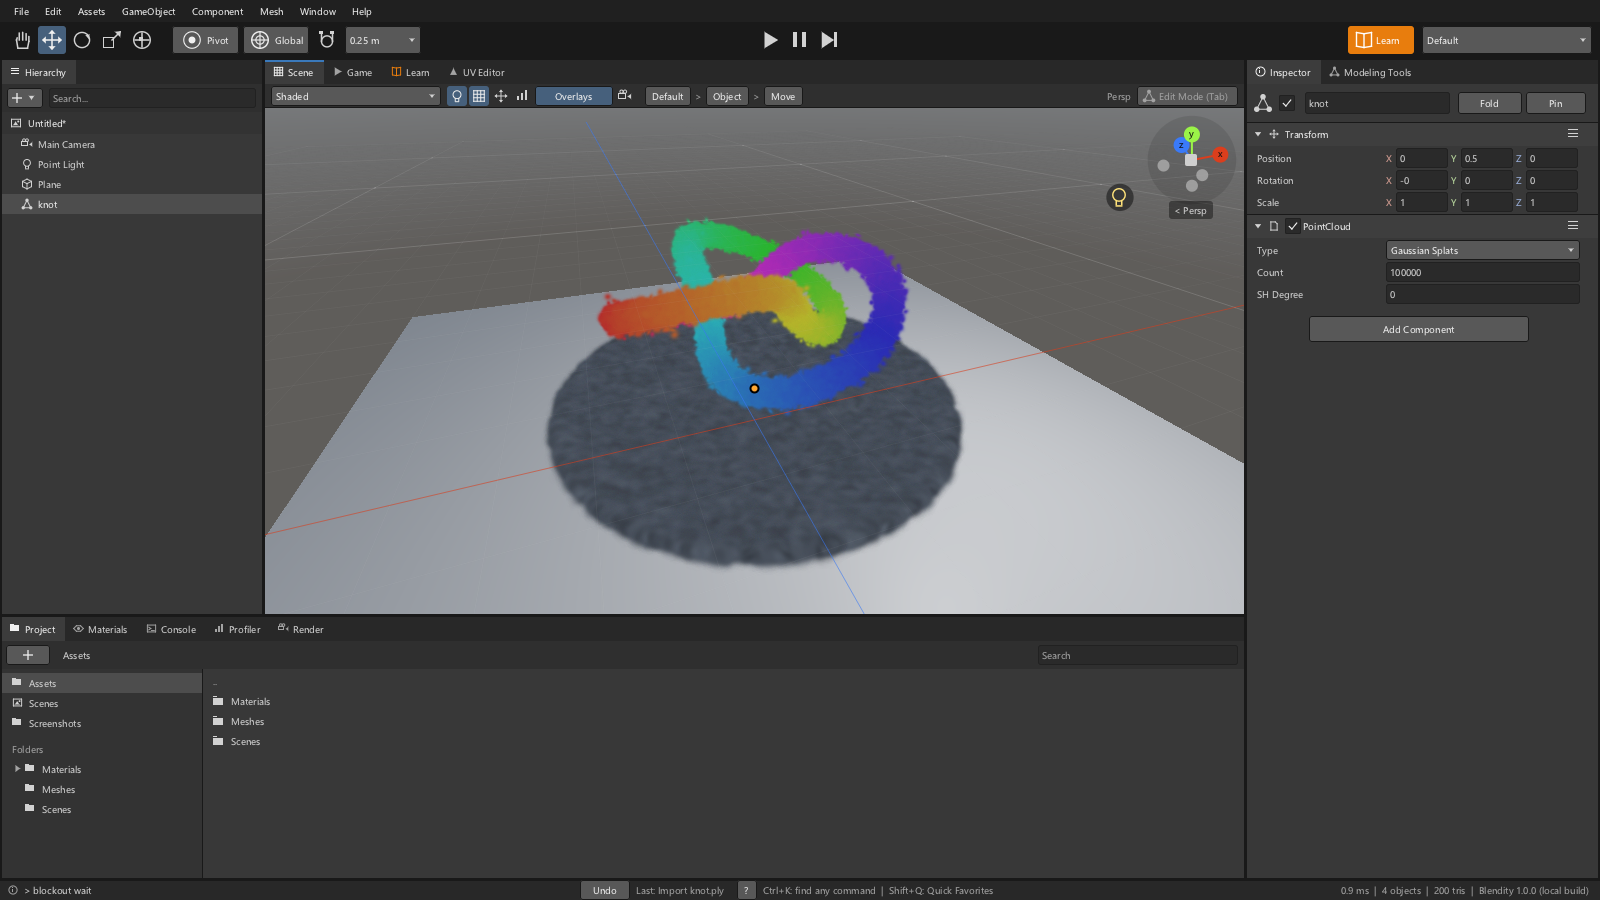 File Edit Assets GameObject Component Mesh Window Help
Pivot Global 0.25 m Learn Default
Hierarchy
Search...
Untitled*
Main Camera
Point Light
Plane
knot
Scene Game Learn UV Editor
Shaded Overlays Default > Object > Move Persp Edit Mode (Tab)
y
z
x
< Persp
Inspector Modeling Tools
knot Fold Pin
Transform
Position X 0 Y 0.5 Z 0
Rotation X -0 Y 0 Z 0
Scale X 1 Y 1 Z 1
PointCloud
Type Gaussian Splats
Count 100000
SH Degree 0
Add Component
Project Materials Console Profiler Render
Assets Search
Assets
Scenes
Screenshots
Folders
Materials
Meshes
Scenes
..
Materials
Meshes
Scenes
> blockout wait Undo Last: Import knot.ply ? Ctrl+K: find any command | Shift+Q: Quick Favorites 0.9 ms | 4 objects | 200 tris | Blendity 1.0.0 (local build)